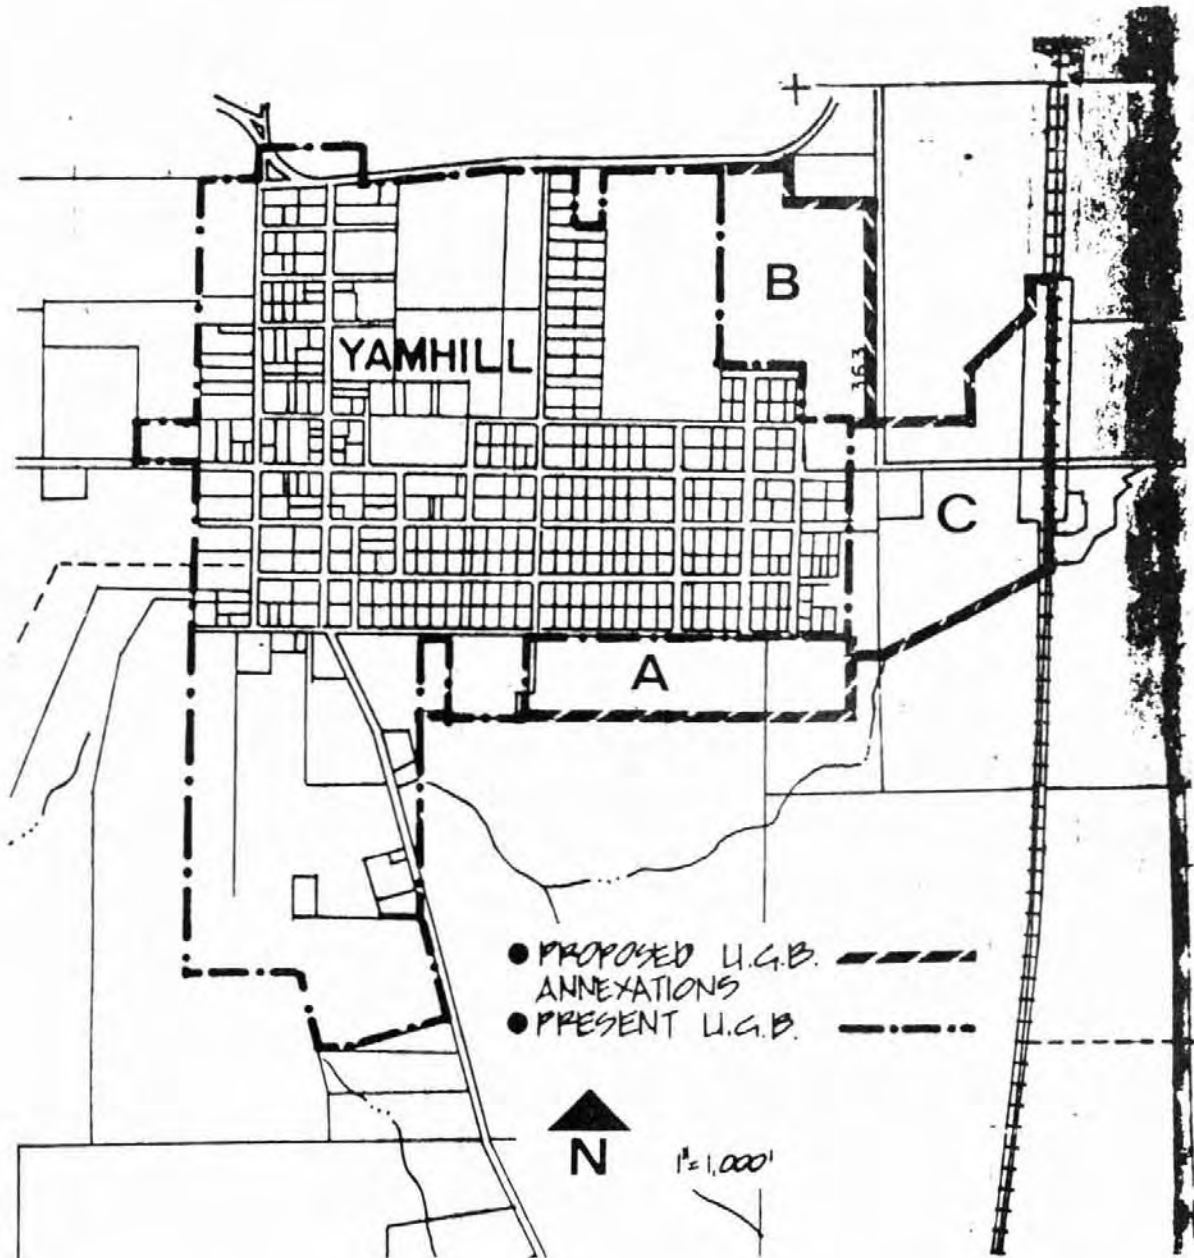 B
363
YAMHILL
C
A
PROPOSED U.G.B.
ANNEXATIONS
PRESENT U.G.B.
N
1"=1,000'